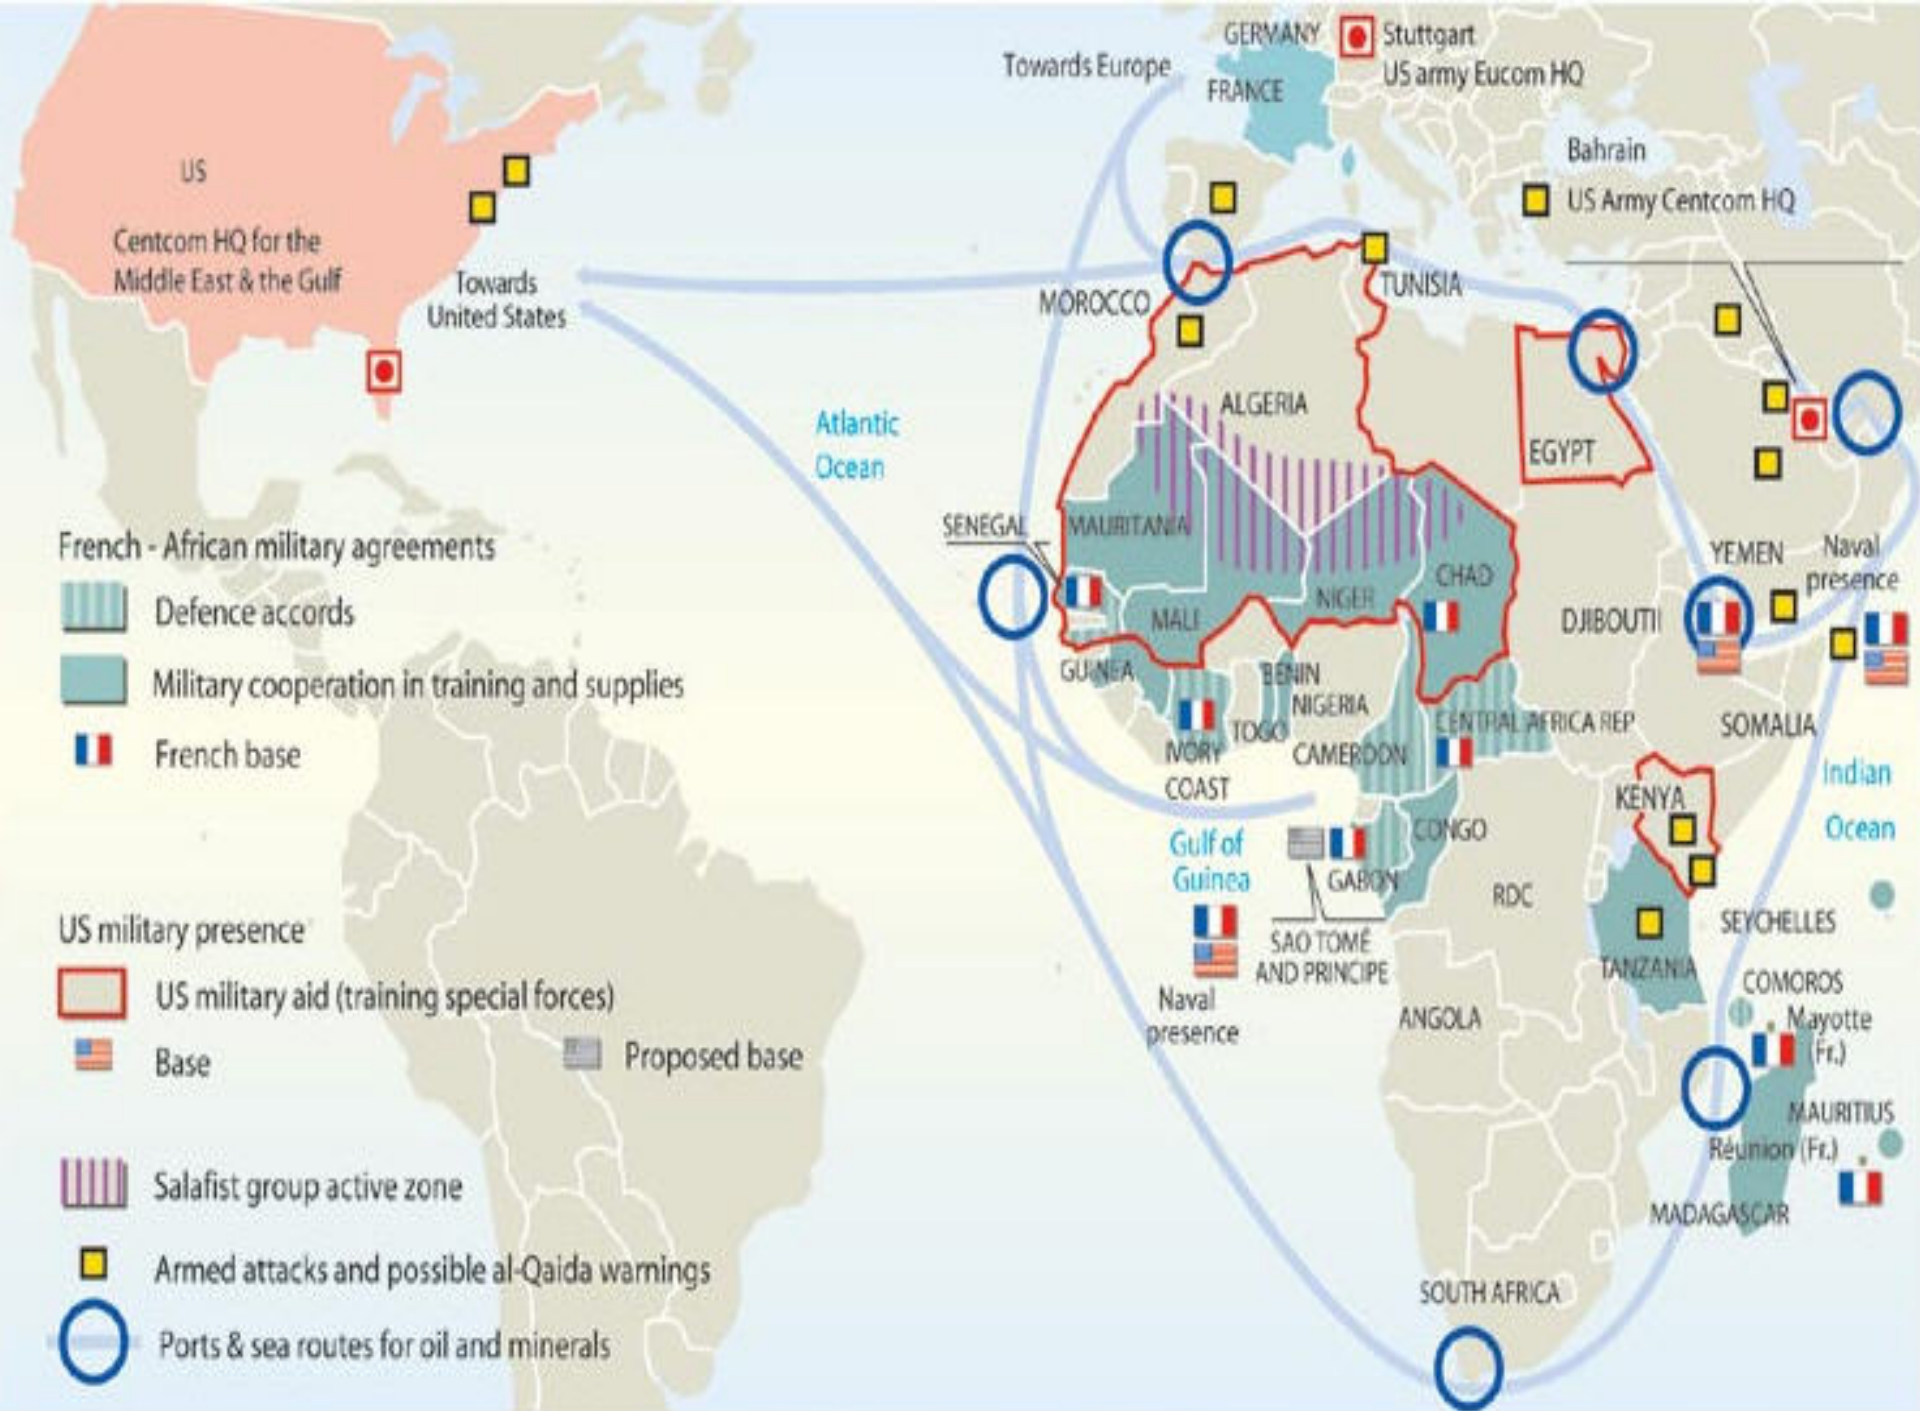 GERMANY
Stuttgart
US army Eucom HQ
Towards Europe
FRANCE
Bahrain
US Army Centcom HQ
US
Centcom HQ for the
Middle East & the Gulf
Towards
United States
MOROCCO
TUNISIA
ALGERIA
EGYPT
Atlantic
Ocean
SENEGAL
MAURITANIA
MALI
NIGER
CHAD
DJIBOUTI
YEMEN
Naval
presence
GUINEA
BENIN
NIGERIA
TOGO
IVORY
COAST
CAMEROON
CENTRAL AFRICA REP
SOMALIA
KENYA
Indian
Ocean
Gulf of
Guinea
CONGO
GABON
RDC
SAO TOMÉ
AND PRINCIPE
Naval
presence
SEYCHELLES
TANZANIA
COMOROS
Mayotte
(Fr.)
ANGOLA
MAURITIUS
Réunion (Fr.)
MADAGASCAR
SOUTH AFRICA
French - African military agreements
Defence accords
Military cooperation in training and supplies
French base
US military presence
US military aid (training special forces)
Base
Proposed base
Salafist group active zone
Armed attacks and possible al-Qaida warnings
Ports & sea routes for oil and minerals